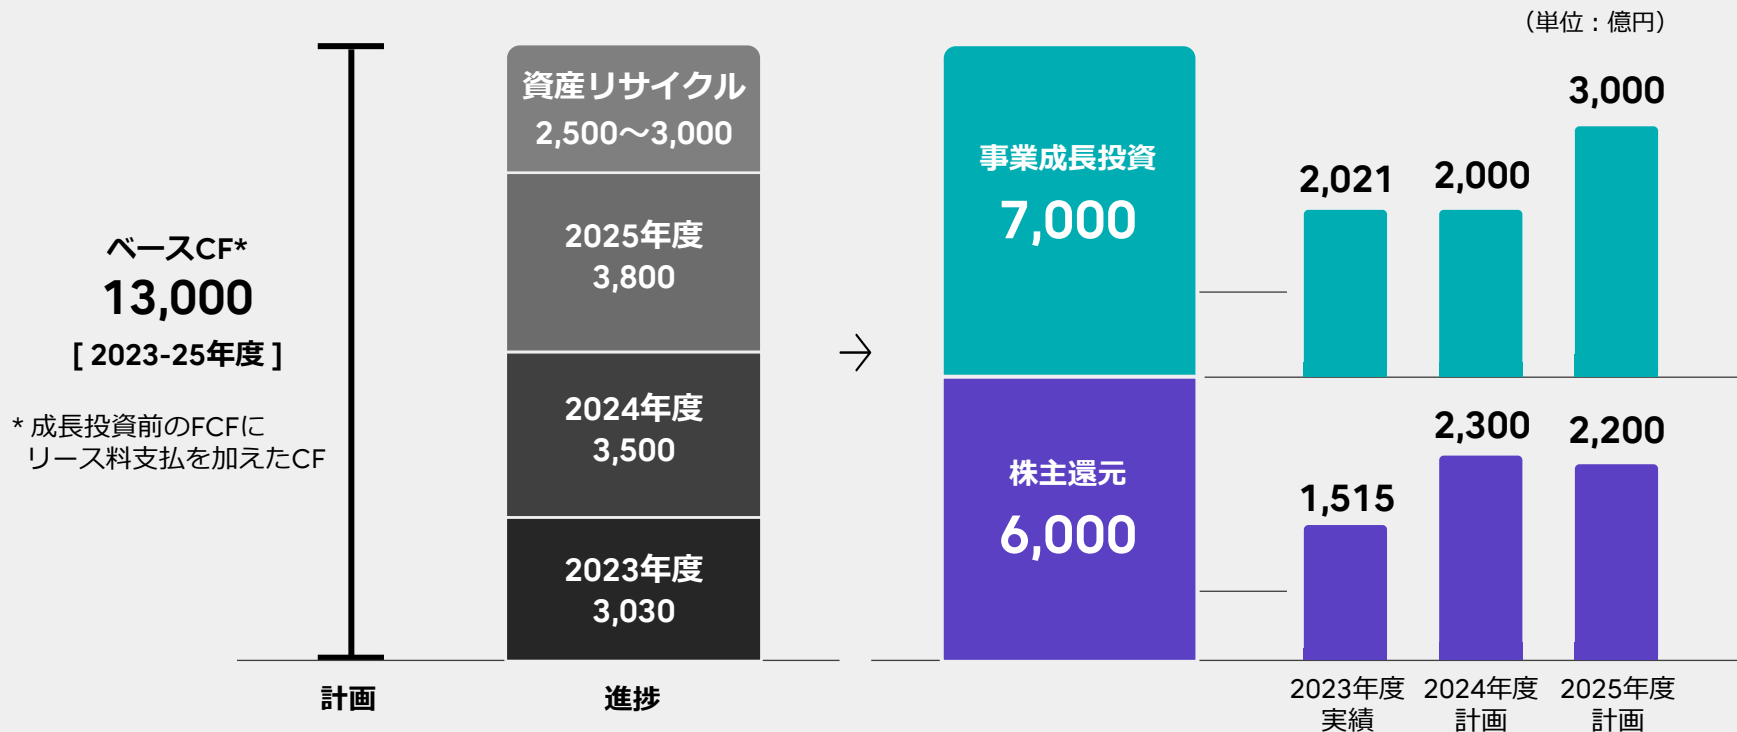 （単位：億円）
ベースCF*
13,000
[ 2023-25年度 ]
* 成長投資前のFCFに
リース料支払を加えたCF
計画
資産リサイクル
2,500～3,000
2025年度
3,800
2024年度
3,500
2023年度
3,030
進捗
→
事業成長投資
7,000
株主還元
6,000
2,021
2,000
3,000
1,515
2,300
2,200
2023年度
実績
2024年度
計画
2025年度
計画